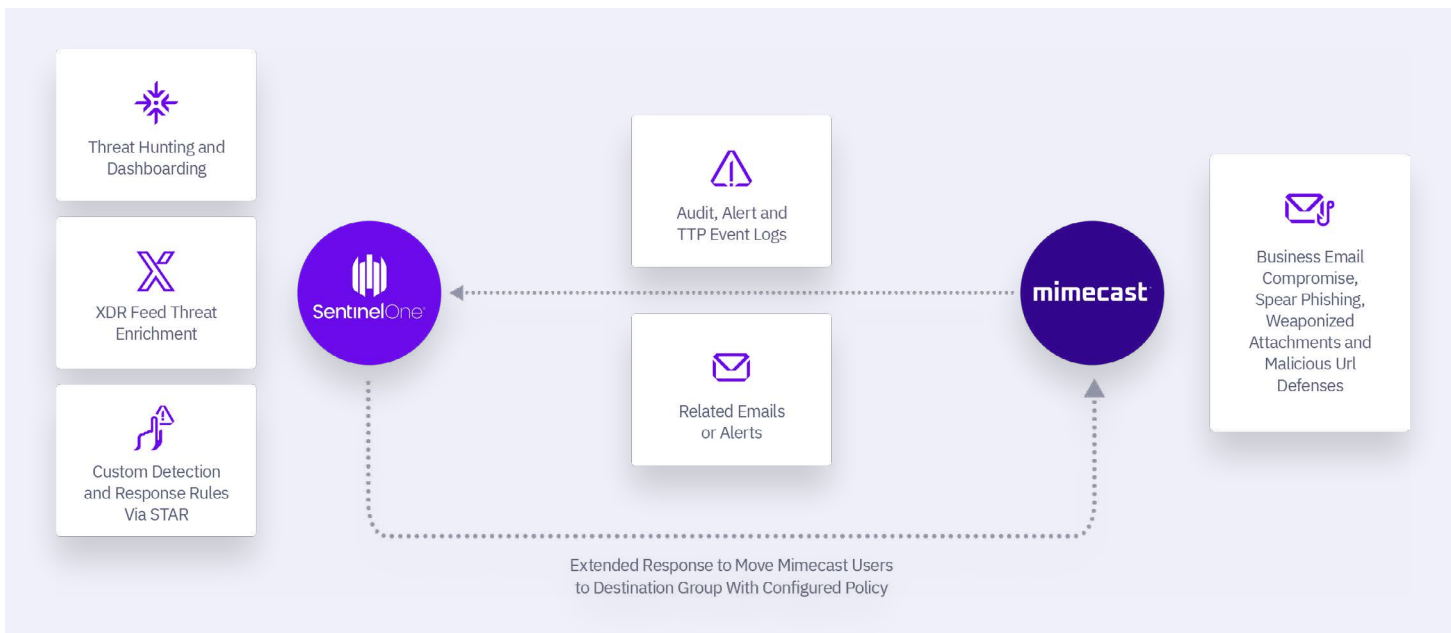 Threat Hunting and
Dashboarding
XDR Feed Threat
Enrichment
Custom Detection
and Response Rules
Via STAR
SentinelOne
Audit, Alert and
TTP Event Logs
Related Emails
or Alerts
mimecast
Business Email
Compromise,
Spear Phishing,
Weaponized
Attachments and
Malicious Url
Defenses
Extended Response to Move Mimecast Users
to Destination Group With Configured Policy